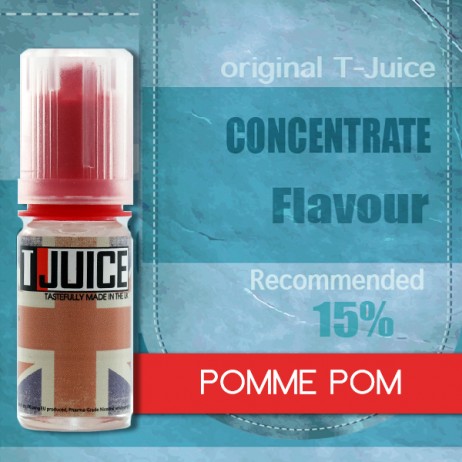 original T-Juice
CONCENTRATE
Flavour
Recommended
15%
POMME POM
T JUICE
TASTEFULLY MADE IN THE UK